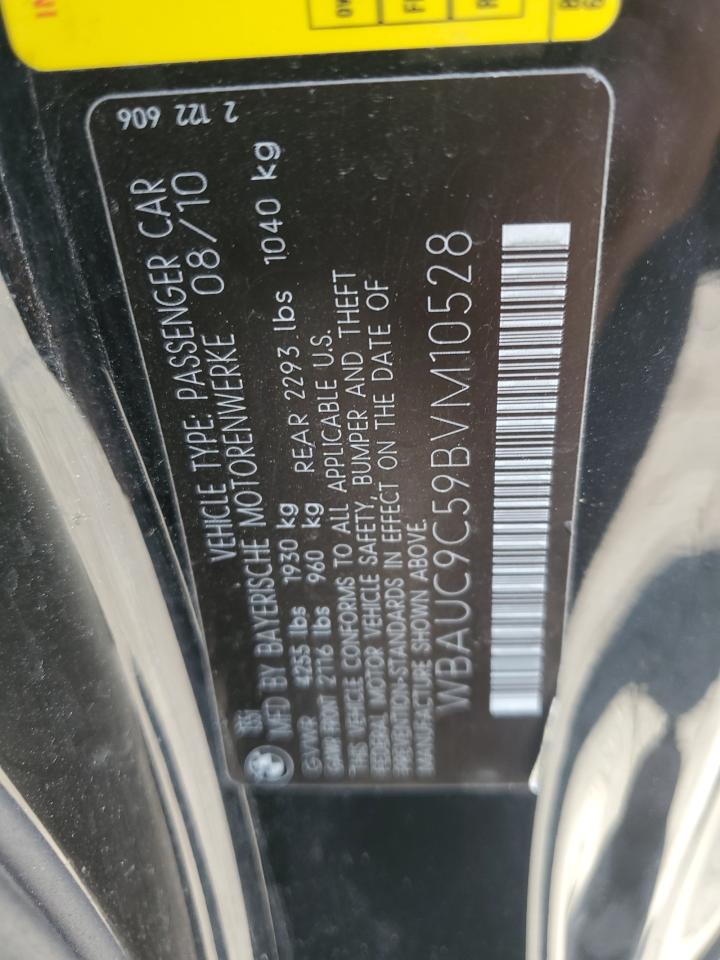 2 122 606
VEHICLE TYPE: PASSENGER CAR
MFD BY BAYERISCHE MOTORENWERKE 08/10
GVWR 4255 lbs 1930 kg
GAWR FRONT 2116 lbs 960 kg REAR 2293 lbs 1040 kg
THIS VEHICLE CONFORMS TO ALL APPLICABLE U.S.
FEDERAL MOTOR VEHICLE SAFETY, BUMPER AND THEFT
PREVENTION-STANDARDS IN EFFECT ON THE DATE OF
MANUFACTURE SHOWN ABOVE.
WBAUC9C59BVM10528